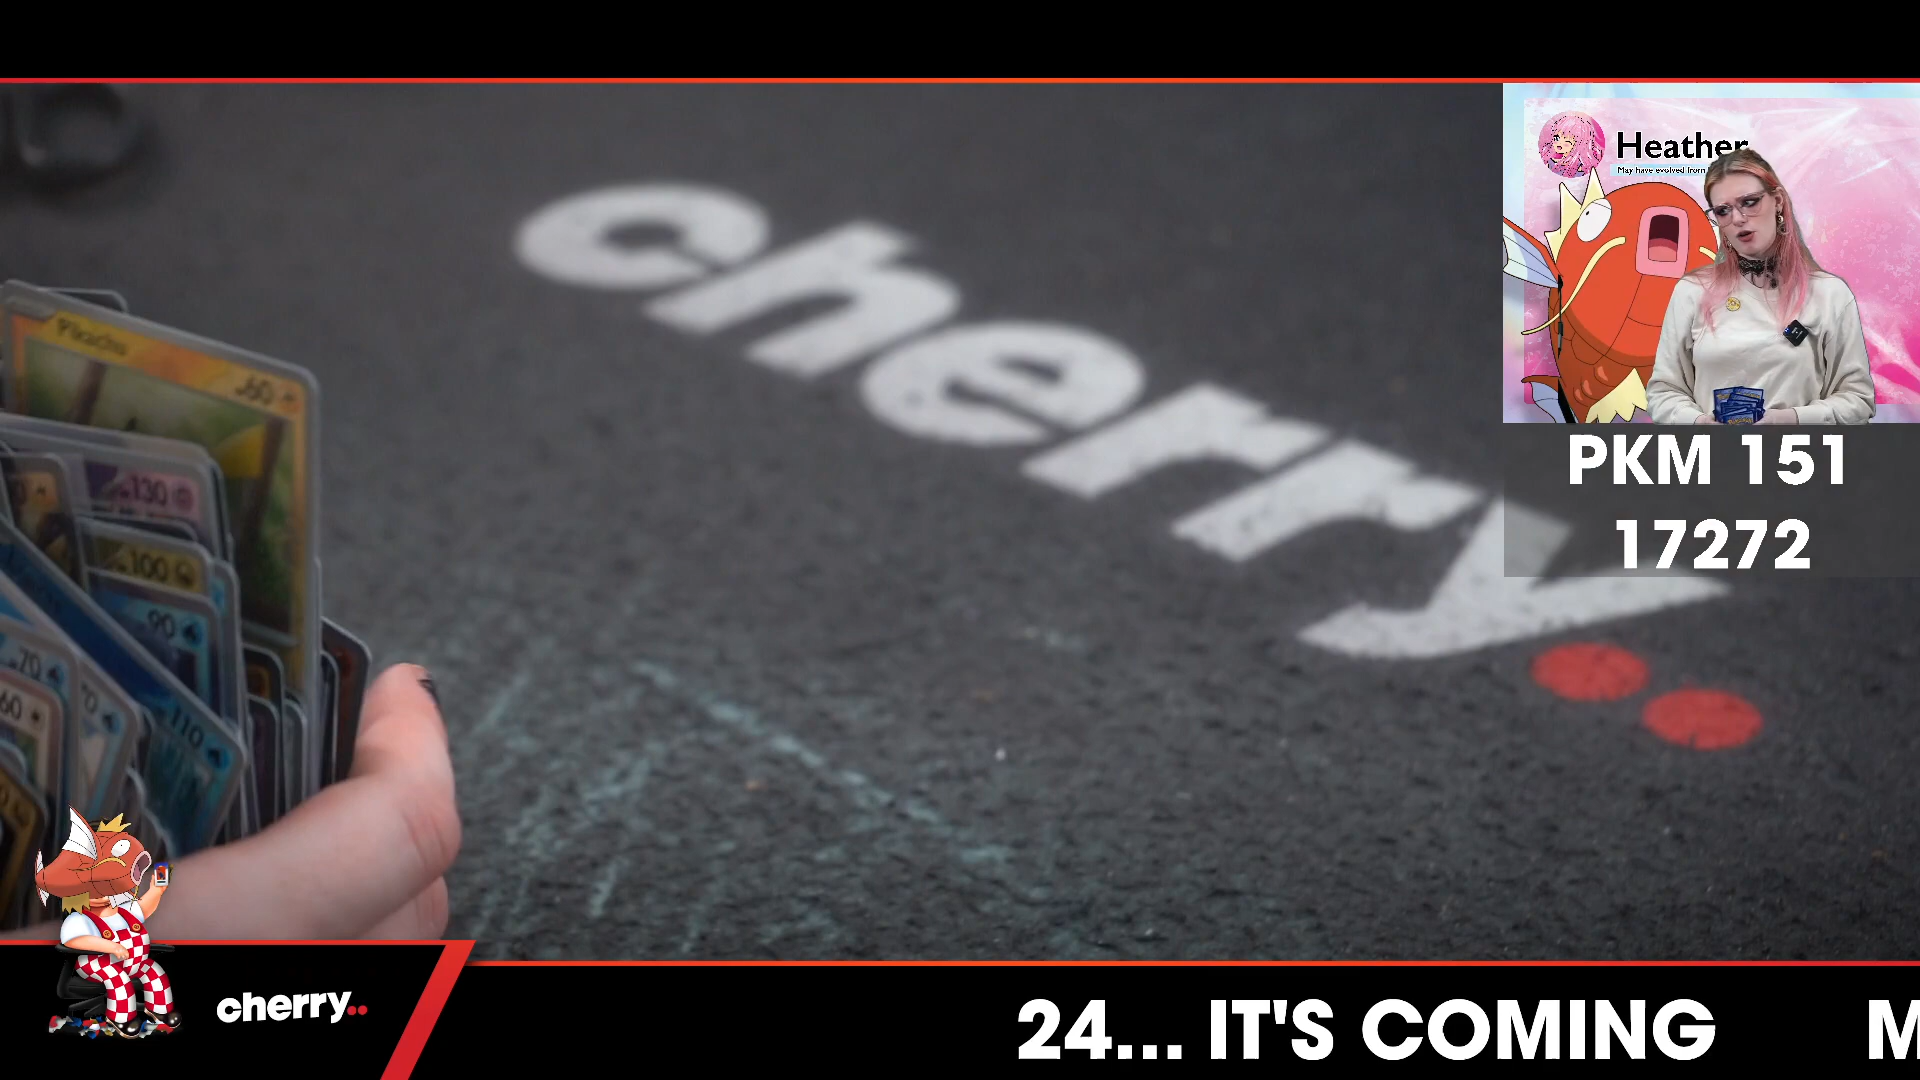 cherry
Heather
May have evolved from
PKM 151
17272
Pikachu
60
130
100
90
70
70
60
110
cherry..
24... IT'S COMING
M